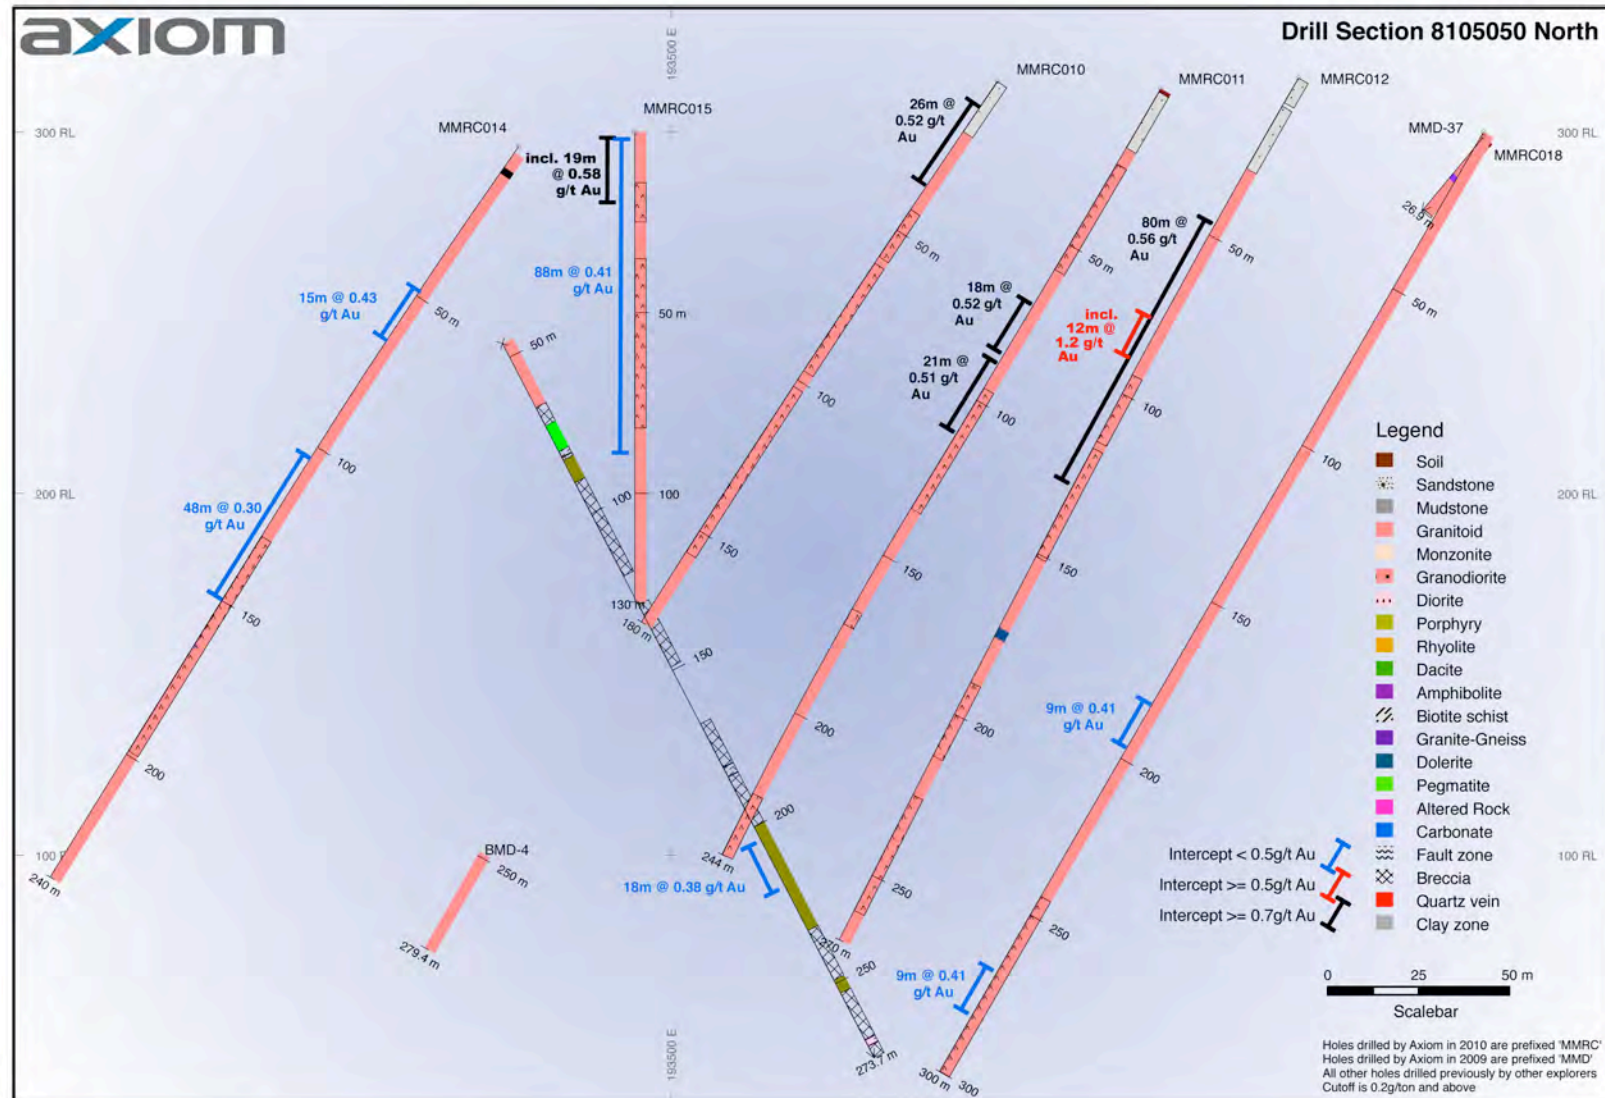 axiom
Drill Section 8105050 North
193500 E
MMRC010
MMRC011
MMRC012
MMRC015
MMRC014
MMD-37
MMRC018
300 RL
300 RL
26m @
0.52 g/t
Au
incl. 19m
@ 0.58
g/t Au
26.9 m
80m @
0.56 g/t
Au
50 m
50 m
50 m
50 m
88m @ 0.41
g/t Au
15m @ 0.43
g/t Au
50 m
50 m
50 m
18m @
0.52 g/t
Au
incl.
12m @
1.2 g/t
Au
21m @
0.51 g/t
Au
100
100
100
100
100
100
100
48m @ 0.30
g/t Au
200 RL
200 RL
150
150
150
150
150
150
130 m
180 m
9m @ 0.41
g/t Au
200
200
200
200
200
BMD-4
250 m
100 RL
240 m
244 m
18m @ 0.38 g/t Au
250
250
250
279.4 m
270 m
9m @ 0.41
g/t Au
273.7 m
300 m
300
193500 E
Legend
Soil
Sandstone
Mudstone
Granitoid
Monzonite
Granodiorite
Diorite
Porphyry
Rhyolite
Dacite
Amphibolite
Biotite schist
Granite-Gneiss
Dolerite
Pegmatite
Altered Rock
Carbonate
Fault zone
Breccia
Quartz vein
Clay zone
Intercept < 0.5g/t Au
Intercept >= 0.5g/t Au
Intercept >= 0.7g/t Au
0 25 50 m
Scalebar
Holes drilled by Axiom in 2010 are prefixed 'MMRC'
Holes drilled by Axiom in 2009 are prefixed 'MMD'
All other holes drilled previously by other explorers
Cutoff is 0.2g/ton and above